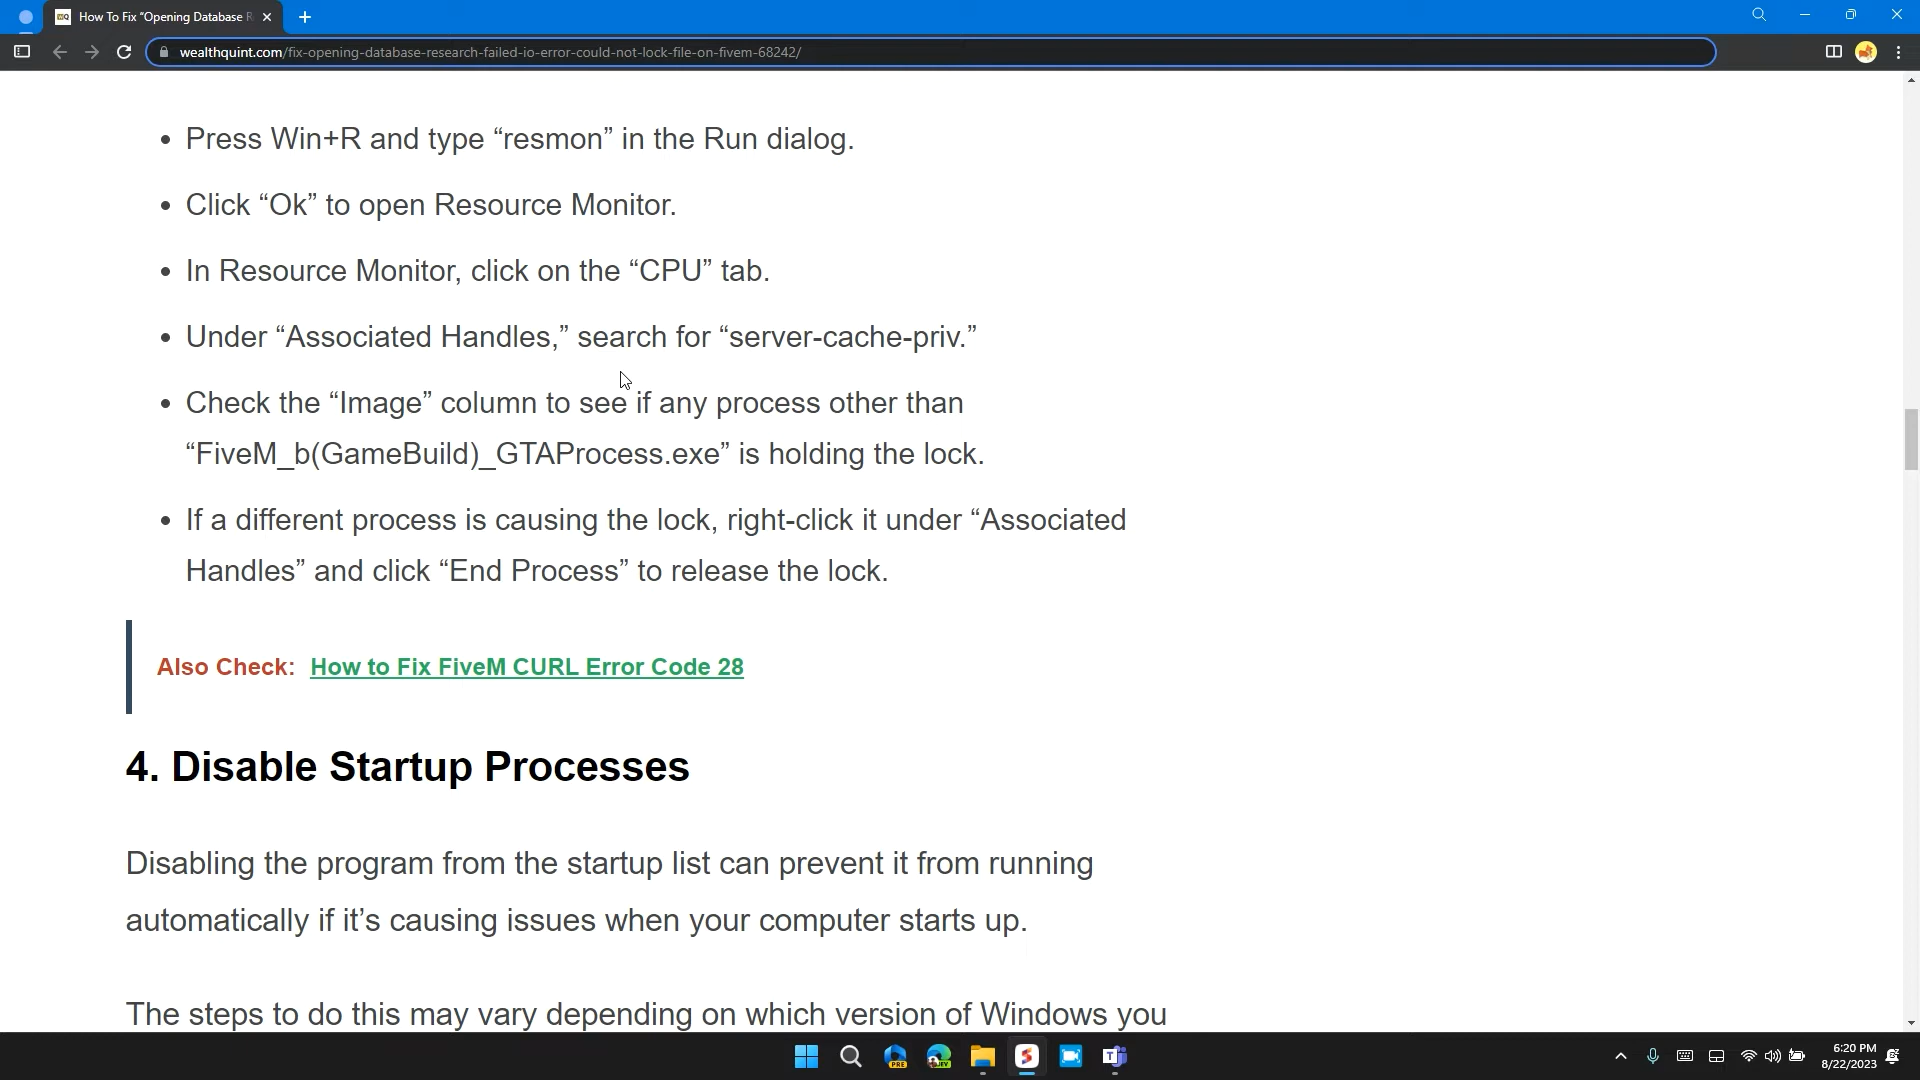 How To Fix “Opening Database R
wealthquint.com/fix-opening-database-research-failed-io-error-could-not-lock-file-on-fivem-68242/
• Press Win+R and type “resmon” in the Run dialog.
• Click “Ok” to open Resource Monitor.
• In Resource Monitor, click on the “CPU” tab.
• Under “Associated Handles,” search for “server-cache-priv.”
• Check the “Image” column to see if any process other than
“FiveM_b(GameBuild)_GTAProcess.exe” is holding the lock.
• If a different process is causing the lock, right-click it under “Associated
Handles” and click “End Process” to release the lock.
Also Check: How to Fix FiveM CURL Error Code 28
4. Disable Startup Processes
Disabling the program from the startup list can prevent it from running
automatically if it’s causing issues when your computer starts up.
The steps to do this may vary depending on which version of Windows you
6:20 PM
8/22/2023